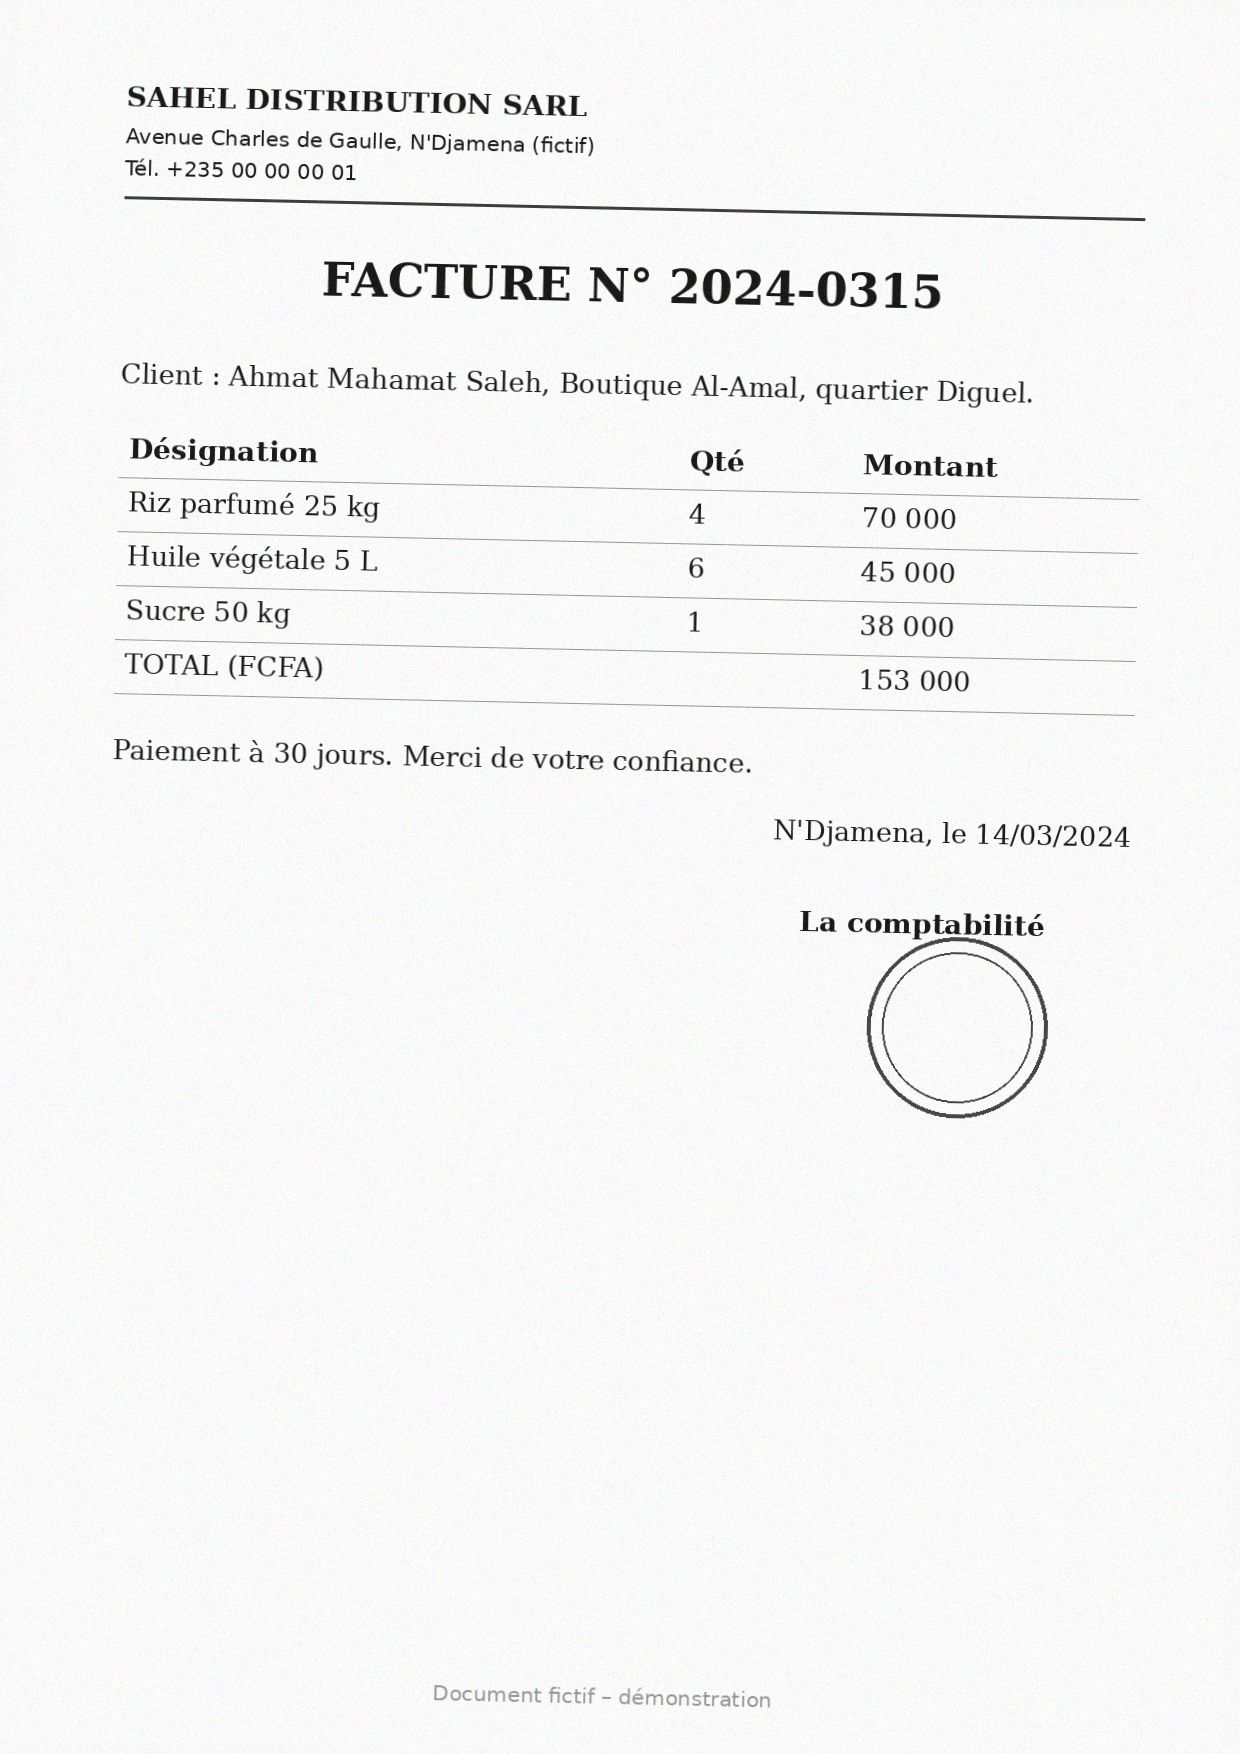 SAHEL DISTRIBUTION SARL
Avenue Charles de Gaulle, N'Djamena (fictif)
Tél. +235 00 00 00 01
FACTURE N° 2024-0315
Client : Ahmat Mahamat Saleh, Boutique Al-Amal, quartier Diguel.
Désignation Qté Montant
Riz parfumé 25 kg 4 70 000
Huile végétale 5 L 6 45 000
Sucre 50 kg 1 38 000
TOTAL (FCFA) 153 000
Paiement à 30 jours. Merci de votre confiance.
N'Djamena, le 14/03/2024
La comptabilité
Document fictif – démonstration